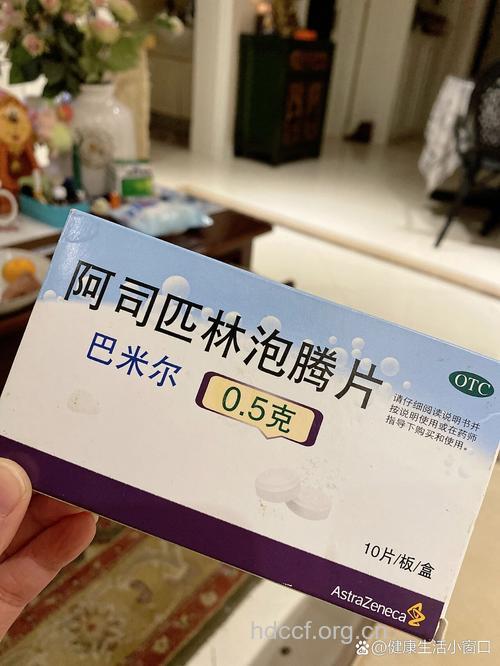 阿司匹林泡腾片
巴米尔
0.5克
OTC
请仔细阅读说明书并
按说明使用或在药师
指导下购买和使用。
10片/板/盒
AstraZeneca
hdccf.org.cn
@健康生活小窗口